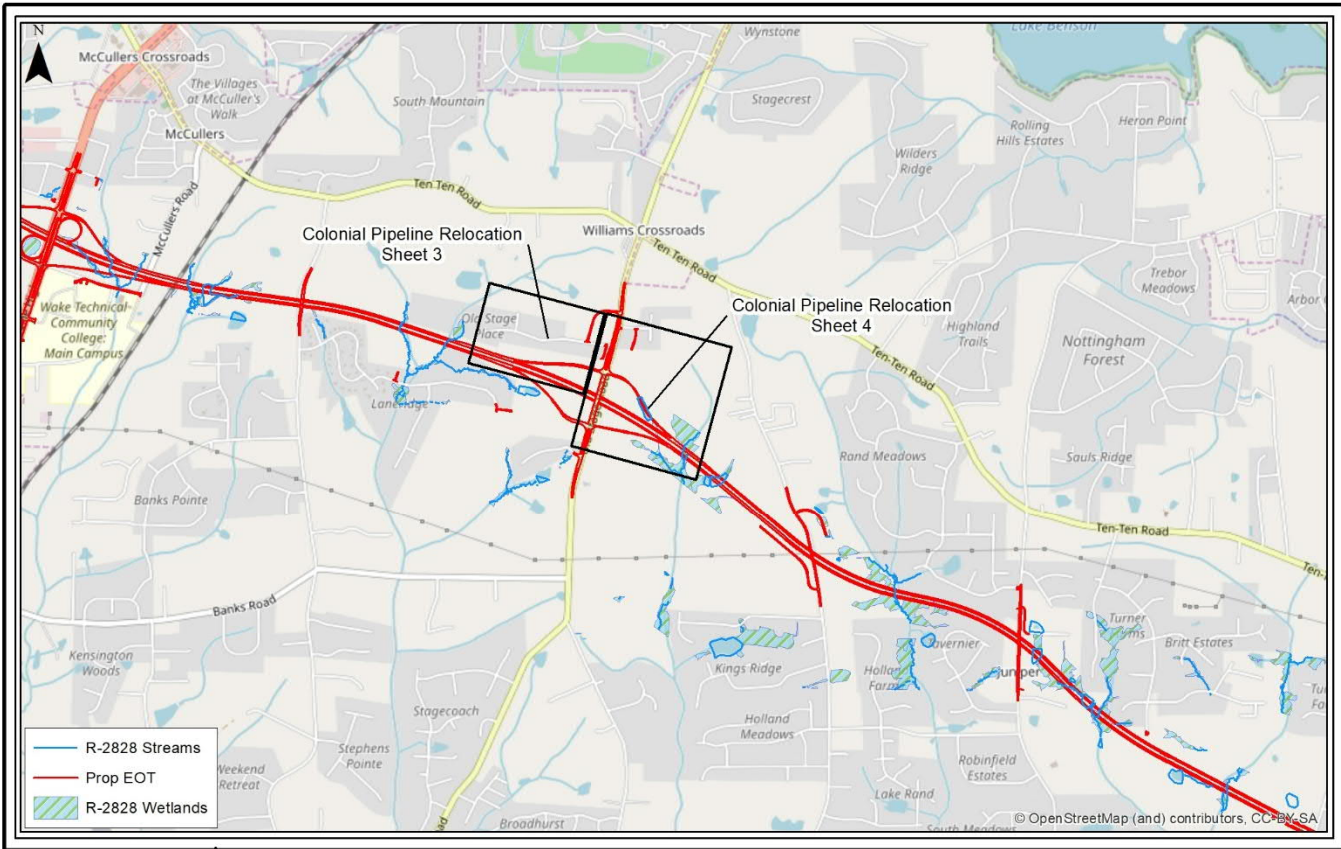 N
McCullers Crossroads
The Villages
at McCuller's
Walk
McCullers
McCullers Road
South Mountain
Wynstone
Stagecrest
Lake Benson
Heron Point
Rolling
Hills Estates
Wilders
Ridge
Ten Ten Road
Williams Crossroads
Ten Ten Road
Colonial Pipeline Relocation
Sheet 3
Colonial Pipeline Relocation
Sheet 4
Trebor
Meadows
Arbor
Wake Technical
Community
College:
Main Campus
Old Stage
Place
Highland
Trails
Nottingham
Forest
Ten-Ten Road
Laneridge
Rand Meadows
Sauls Ridge
Banks Pointe
Ten-Ten Road
Banks Road
Kensington
Woods
Kings Ridge
Tavernier
Turner
Britt Estates
Juniper
Stagecoach
Holland
Meadows
Stephens
Pointe
Weekend
Retreat
Robinfield
Estates
Lake Rand
South Meadows
Broadhurst
R-2828 Streams
Prop EOT
R-2828 Wetlands
© OpenStreetMap (and) contributors, CC-BY-SA